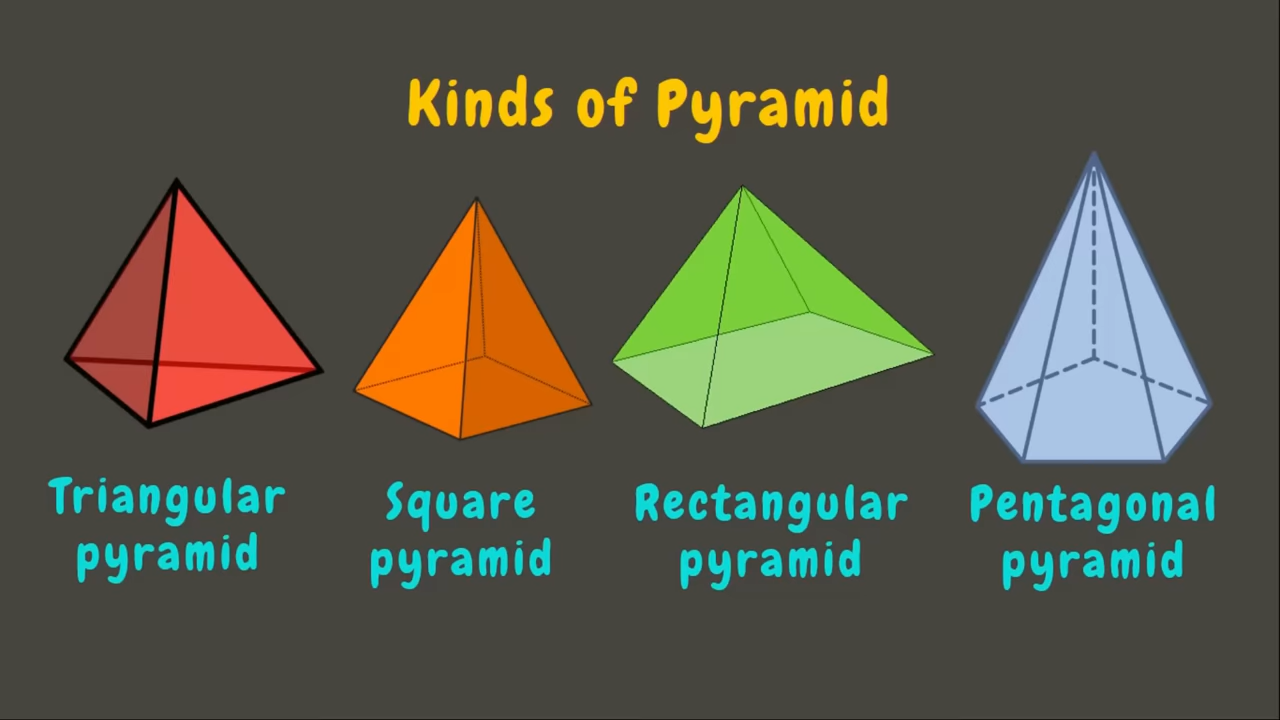 Kinds of Pyramid
Triangular
pyramid
Square
pyramid
Rectangular
pyramid
Pentagonal
pyramid